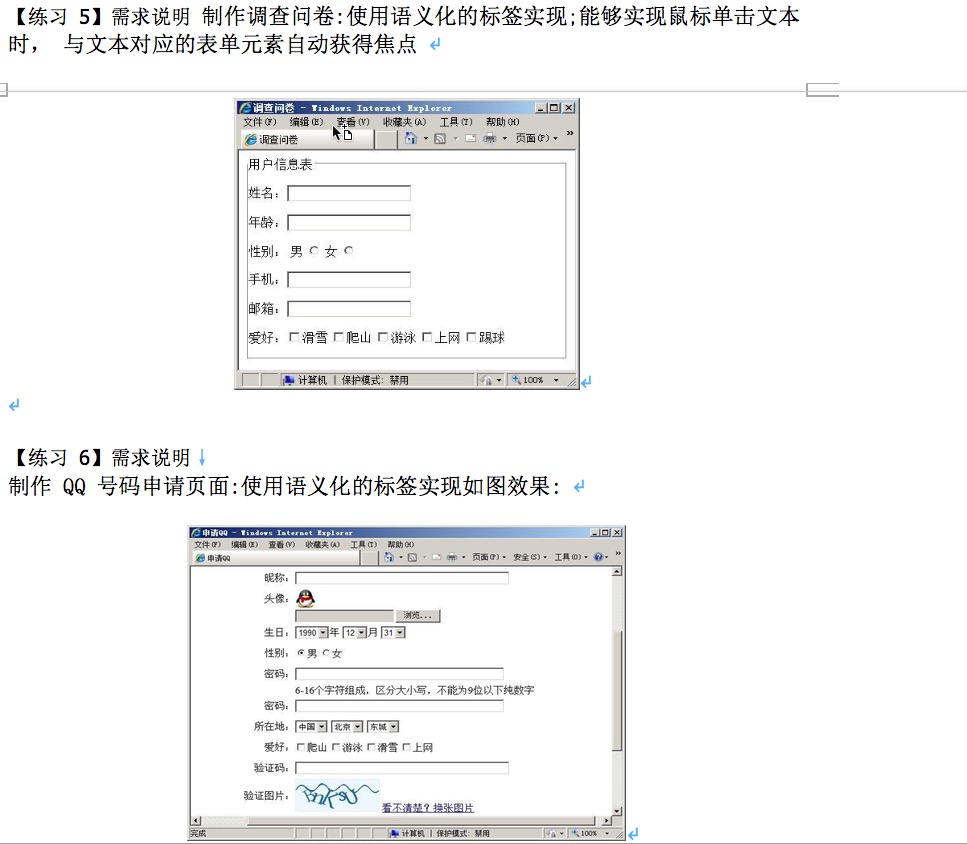 【练习 5】需求说明 制作调查问卷:使用语义化的标签实现;能够实现鼠标单击文本
时， 与文本对应的表单元素自动获得焦点
调查问卷 - Windows Internet Explorer
文件(F) 编辑(E) 查看(V) 收藏夹(A) 工具(T) 帮助(H)
调查问卷 页面(P)
用户信息表
姓名：
年龄：
性别： 男 女
手机：
邮箱：
爱好： 滑雪 爬山 游泳 上网 踢球
计算机 | 保护模式: 禁用 100%
【练习 6】需求说明
制作 QQ 号码申请页面:使用语义化的标签实现如图效果:
申请QQ - Windows Internet Explorer
文件(F) 编辑(E) 查看(V) 收藏夹(A) 工具(T) 帮助(H)
申请QQ 页面(P) 安全(S) 工具(O)
昵称：
头像：
浏览...
生日： 1990 年 12 月 31
性别： 男 女
密码：
6-16个字符组成，区分大小写，不能为9位以下纯数字
密码：
所在地： 中国 北京 东城
爱好： 爬山 游泳 滑雪 上网
验证码：
验证图片： 看不清楚？换张图片
完成 计算机 | 保护模式: 禁用 100%